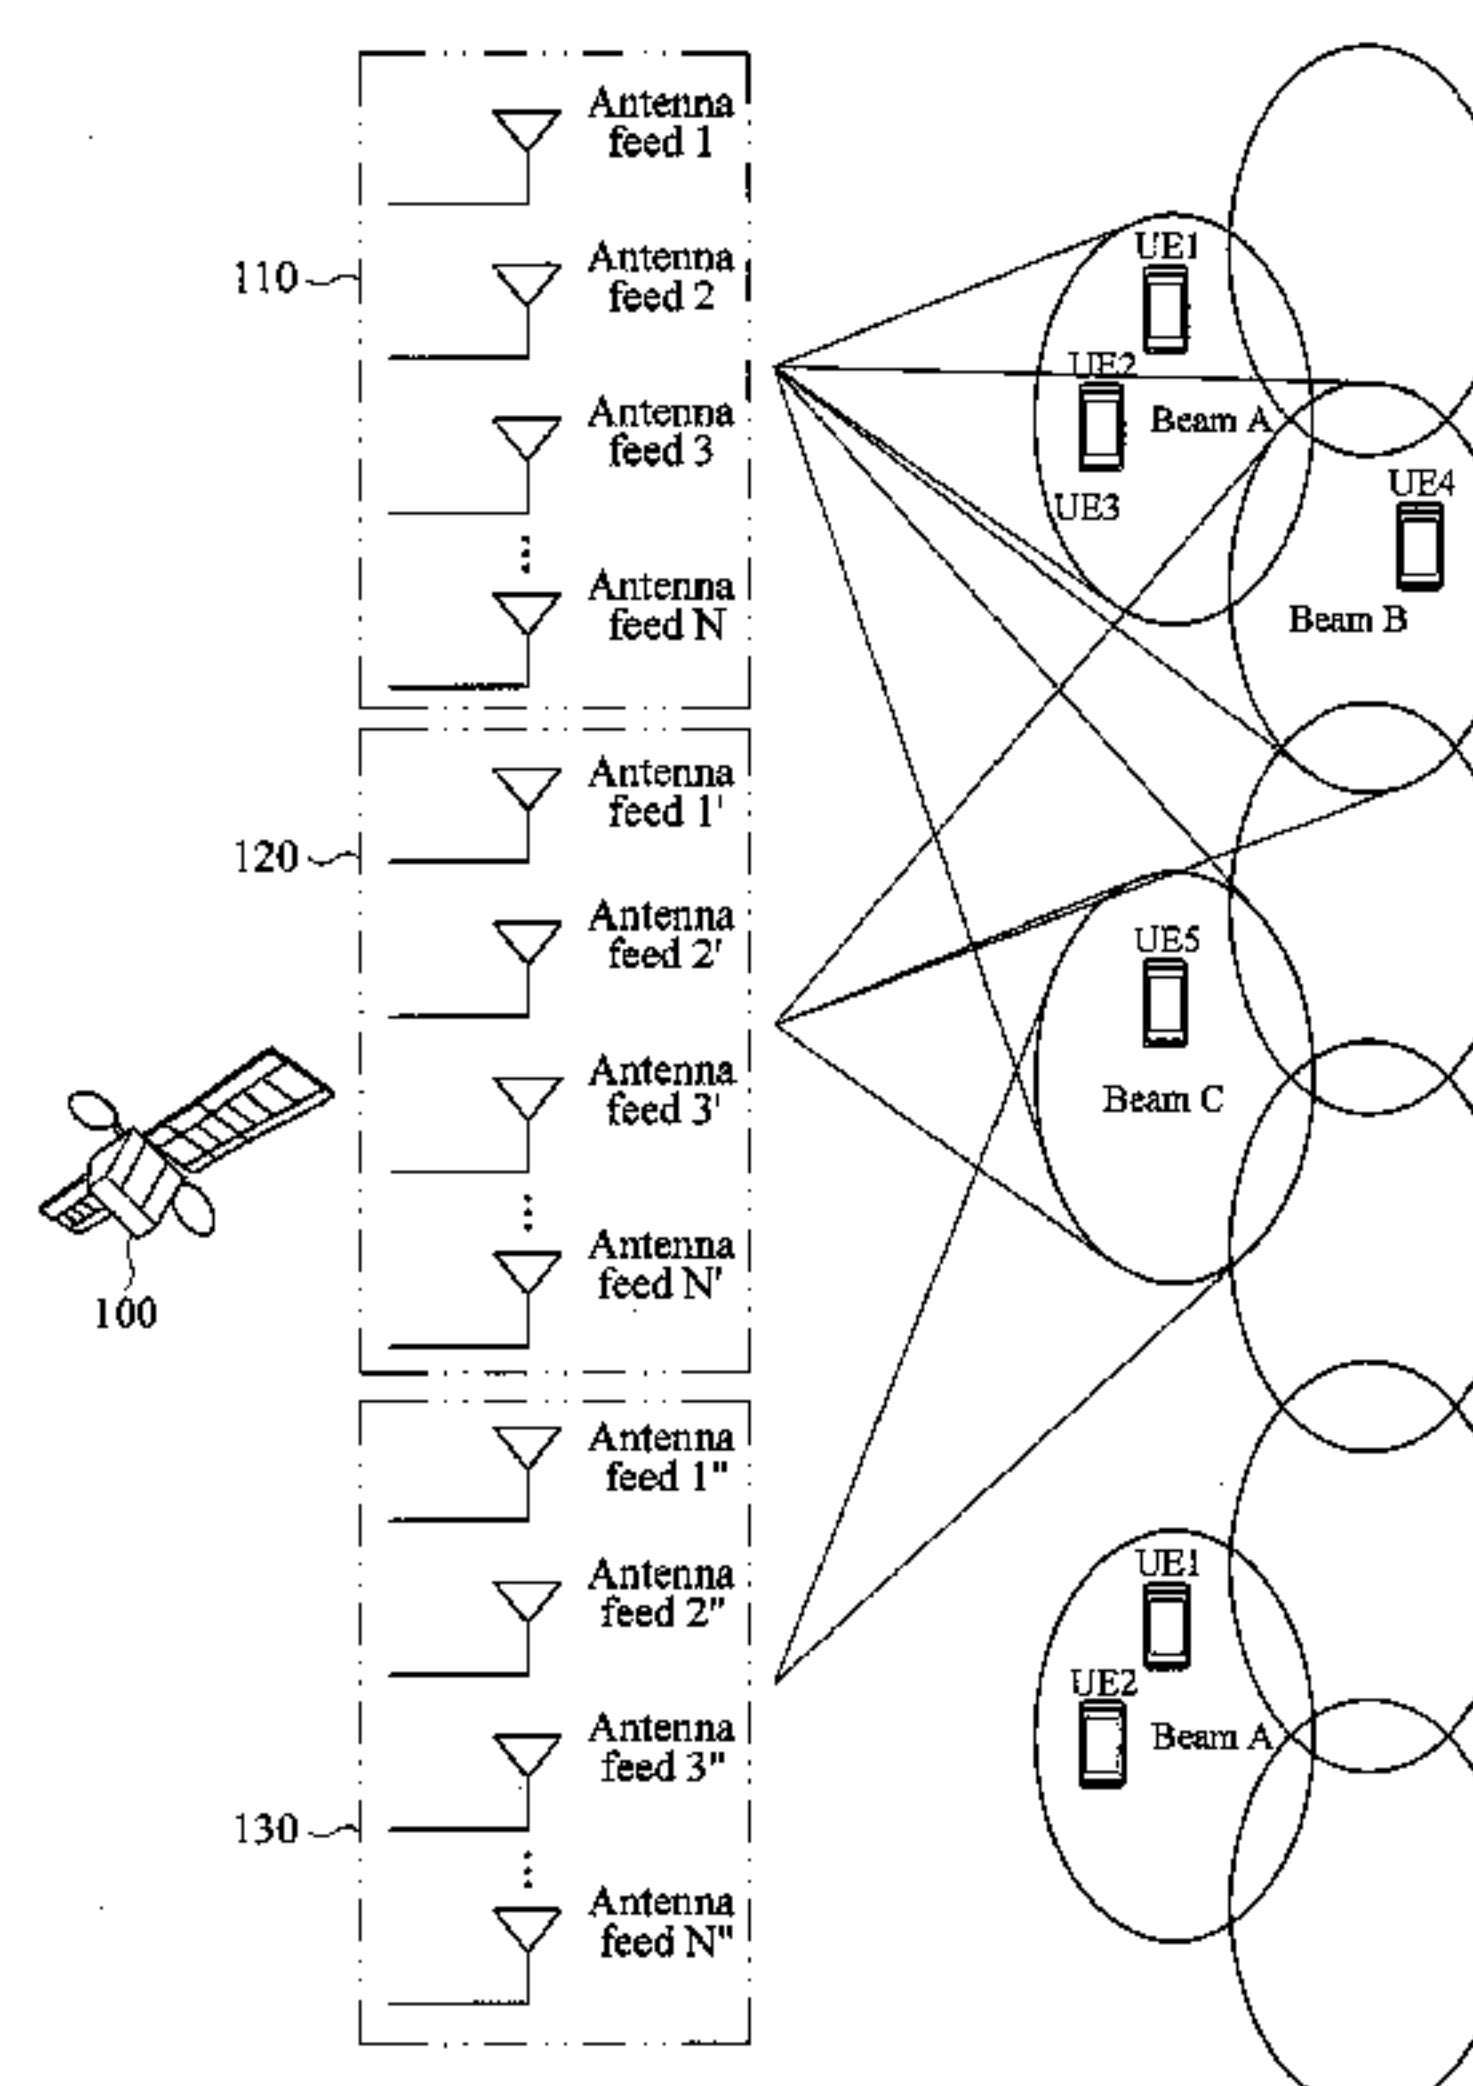 Antenna
feed 1
110
Antenna
feed 2
Antenna
feed 3
Antenna
feed N
UE1
UE2
Beam A
UE3
UE4
Beam B
120
Antenna
feed 1'
Antenna
feed 2'
Antenna
feed 3'
Antenna
feed N'
UE5
Beam C
100
130
Antenna
feed 1"
Antenna
feed 2"
Antenna
feed 3"
Antenna
feed N"
UE1
UE2
Beam A